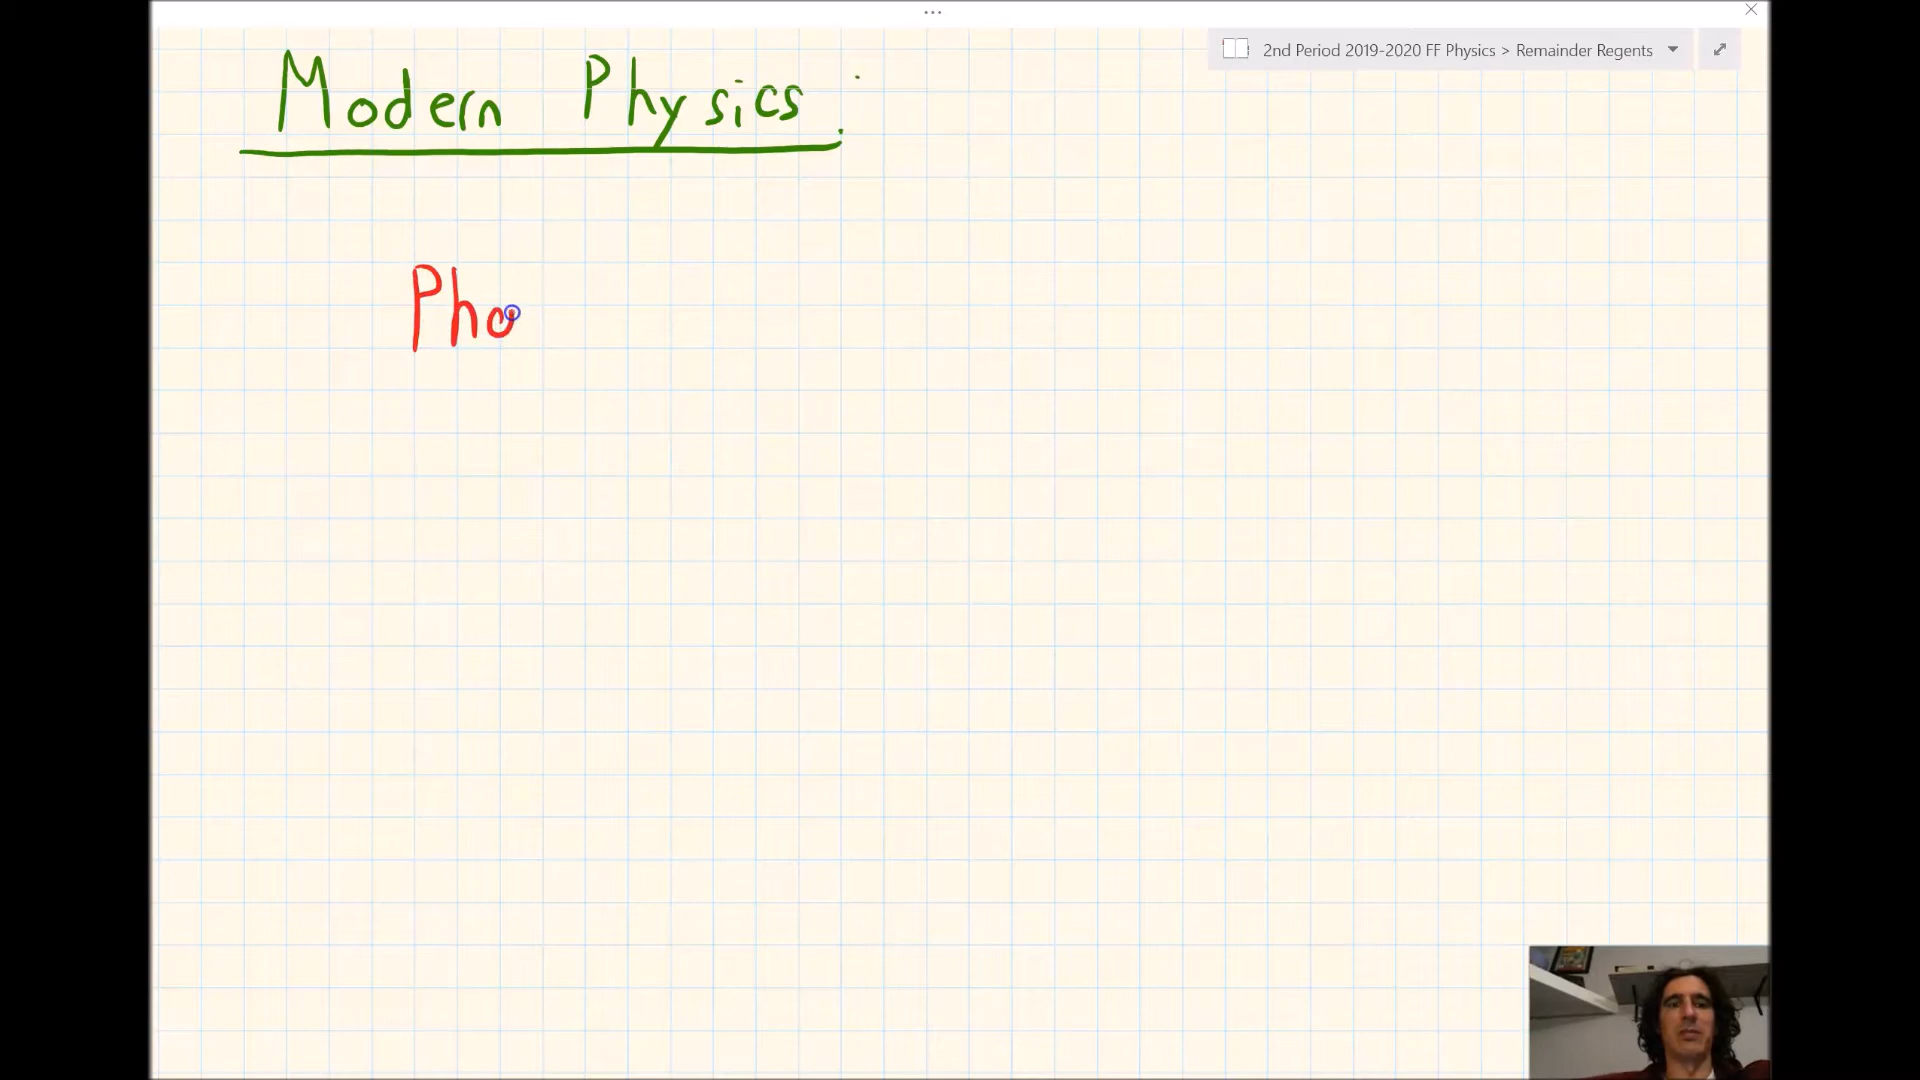 2nd Period 2019-2020 FF Physics > Remainder Regents
Modern Physics
Pho